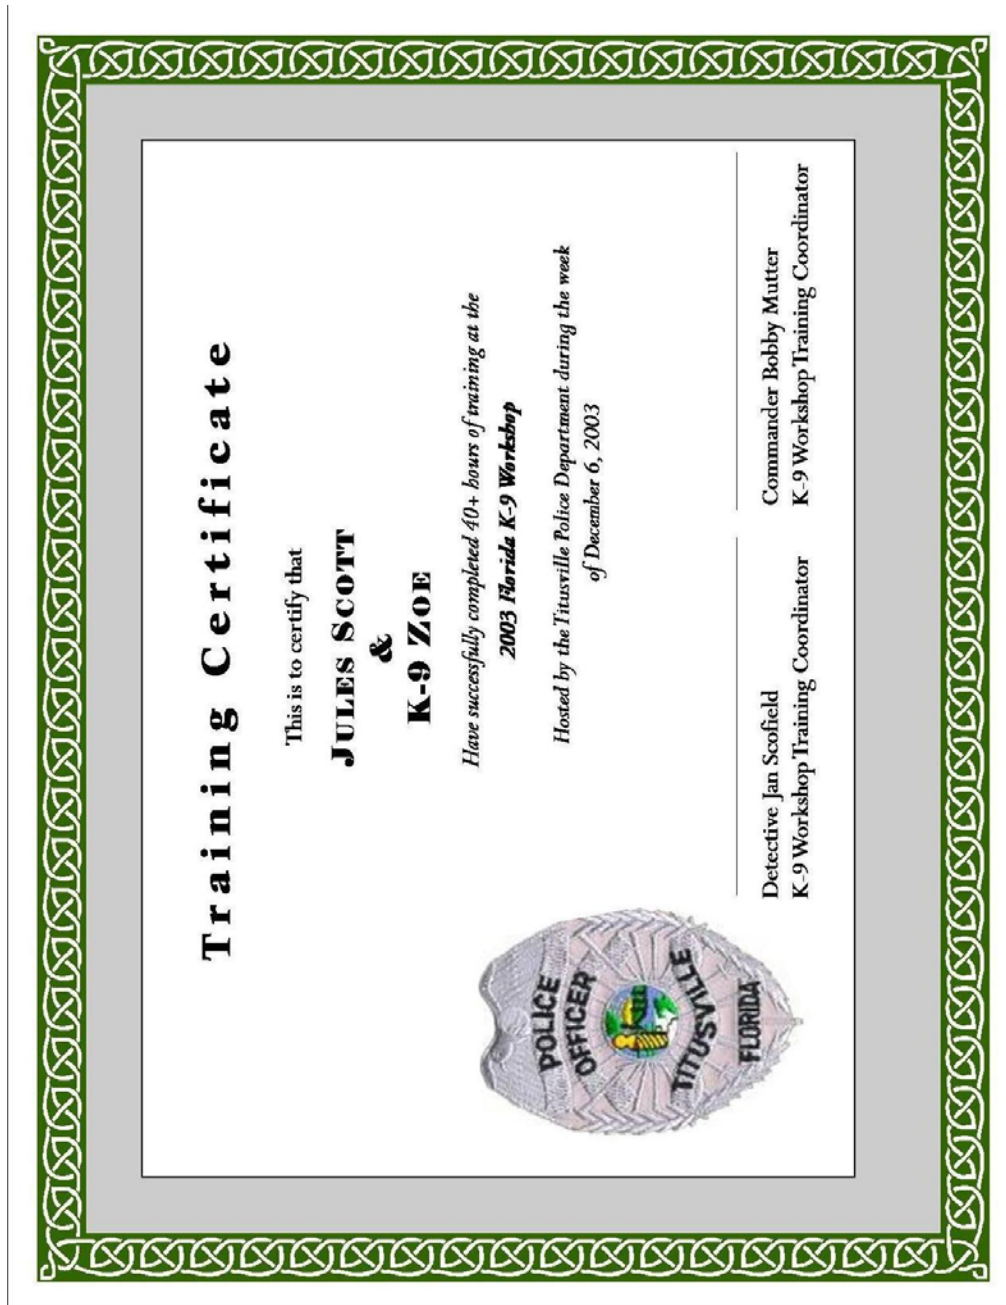 Training Certificate
This is to certify that
JULES SCOTT
&
K-9 ZOE
Have successfully completed 40+ hours of training at the
2003 Florida K-9 Workshop
Hosted by the Titusville Police Department during the week
of December 6, 2003
POLICE
OFFICER
TITUSVILLE
FLORIDA
Detective Jan Scofield
K-9 Workshop Training Coordinator
Commander Bobby Mutter
K-9 Workshop Training Coordinator